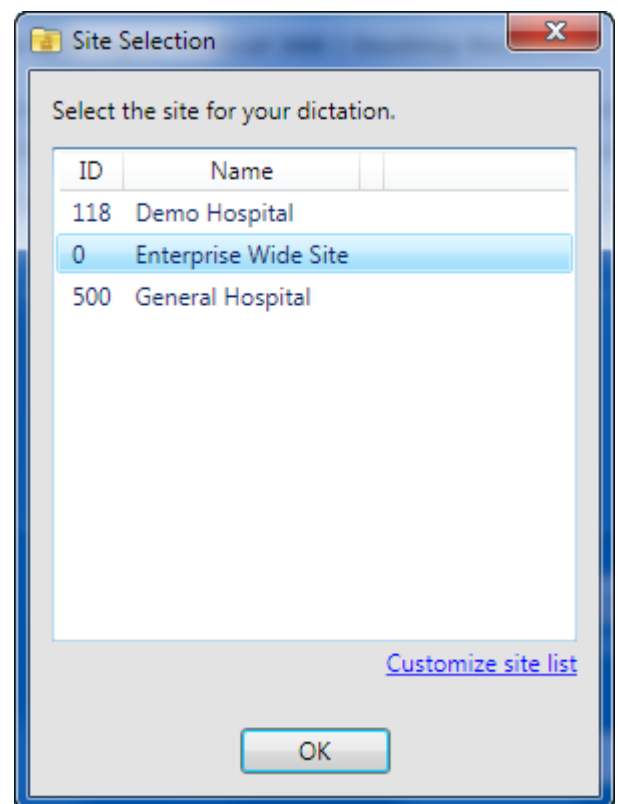 Site Selection
Select the site for your dictation.
ID Name
118 Demo Hospital
0 Enterprise Wide Site
500 General Hospital
Customize site list
OK